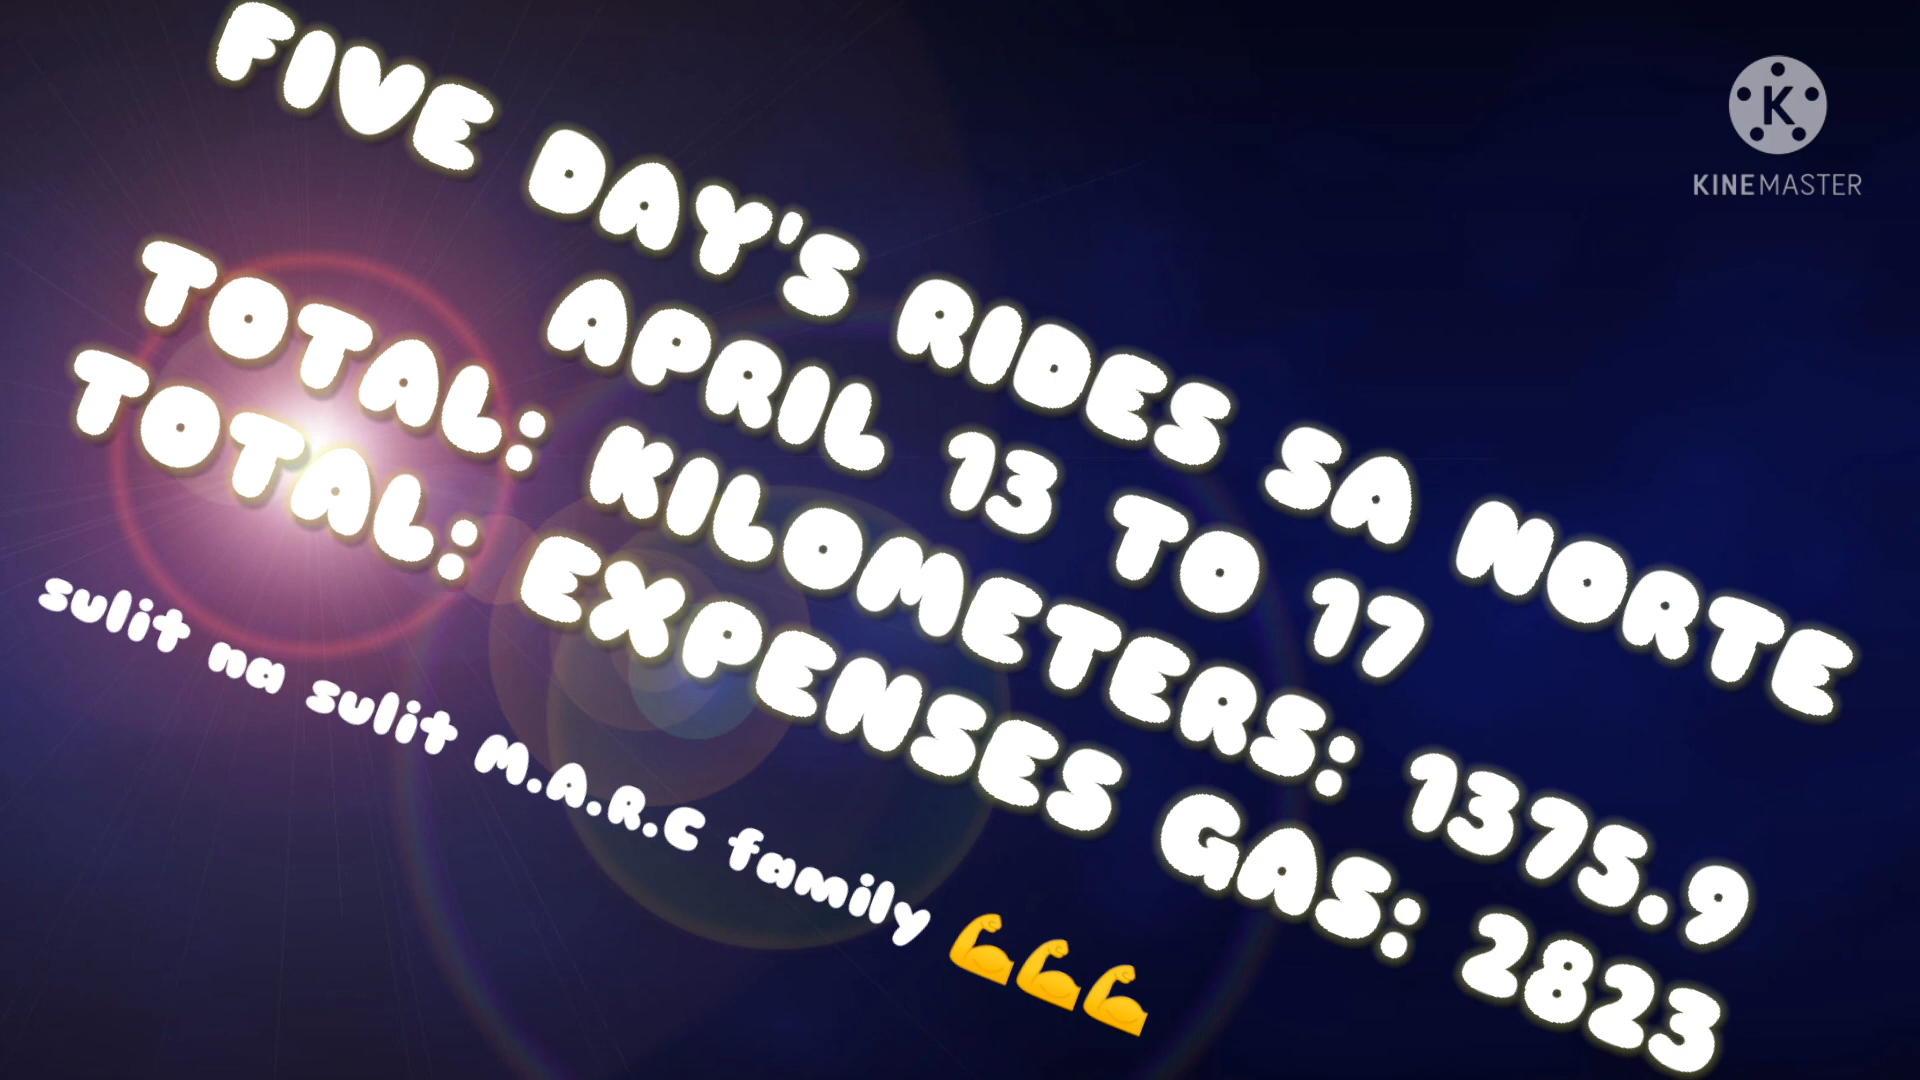 FIVE DAY'S RIDES SA NORTE
APRIL 13 TO 17
TOTAL: KILOMETERS: 1375.9
TOTAL: EXPENSES GAS: 2823
sulit na sulit M.A.R.C family 💪💪💪
KINEMASTER